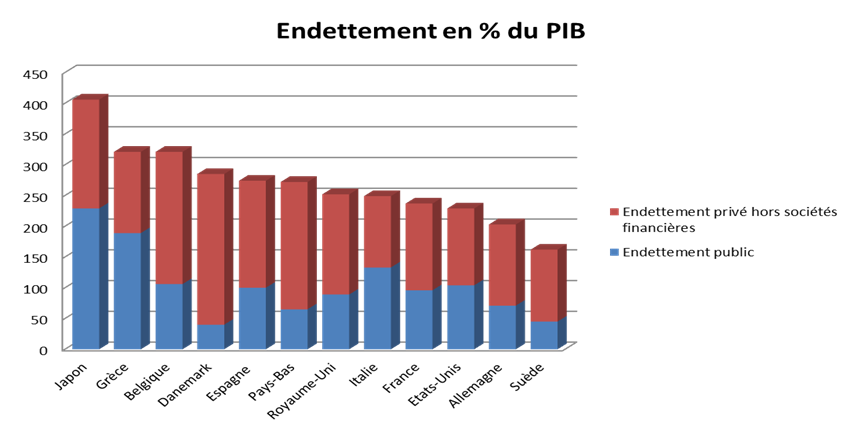 Endettement en % du PIB
450
400
350
300
250
200
150
100
50
0
Japon
Grèce
Belgique
Danemark
Espagne
Pays-Bas
Royaume-Uni
Italie
France
Etats-Unis
Allemagne
Suède
Endettement privé hors sociétés
financières
Endettement public